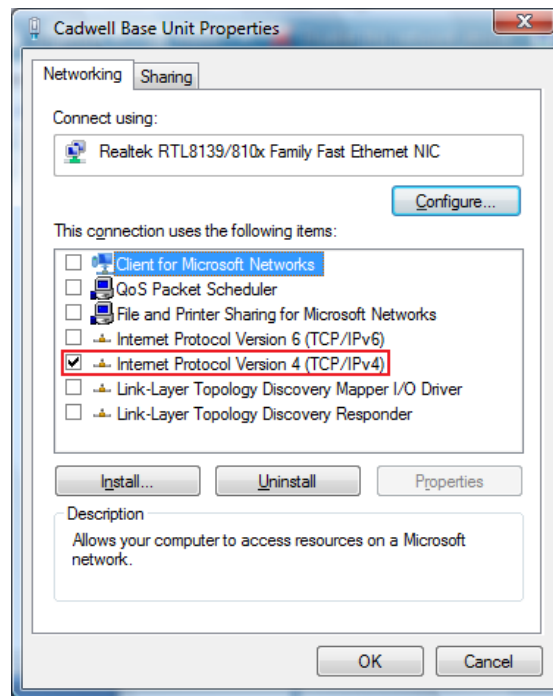 Cadwell Base Unit Properties
Networking
Sharing
Connect using:
Realtek RTL8139/810x Family Fast Ethernet NIC
Configure...
This connection uses the following items:
Client for Microsoft Networks
QoS Packet Scheduler
File and Printer Sharing for Microsoft Networks
Internet Protocol Version 6 (TCP/IPv6)
Internet Protocol Version 4 (TCP/IPv4)
Link-Layer Topology Discovery Mapper I/O Driver
Link-Layer Topology Discovery Responder
Install...
Uninstall
Properties
Description
Allows your computer to access resources on a Microsoft
network.
OK
Cancel